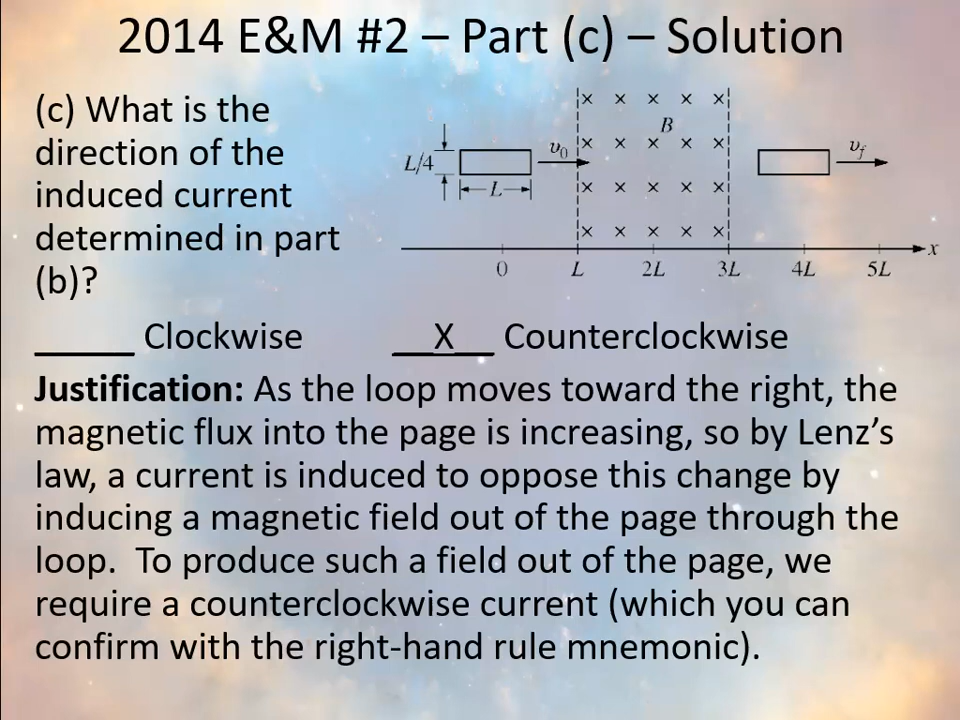 2014 E&M #2 – Part (c) – Solution
(c) What is the
direction of the
induced current
determined in part
(b)?
× × × × ×
B
× × × × ×
L/4
υ0
υf
L
× × × × ×
× × × × ×
x
0 L 2L 3L 4L 5L
_____ Clockwise __X__ Counterclockwise
Justification: As the loop moves toward the right, the
magnetic flux into the page is increasing, so by Lenz’s
law, a current is induced to oppose this change by
inducing a magnetic field out of the page through the
loop. To produce such a field out of the page, we
require a counterclockwise current (which you can
confirm with the right-hand rule mnemonic).